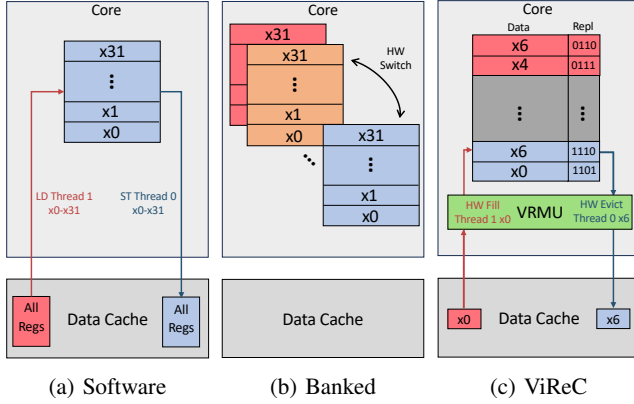 Core
x31
⋮
x1
x0
LD Thread 1
x0-x31
ST Thread 0
x0-x31
All
Regs
Data Cache
All
Regs
(a) Software
Core
x31
x31
⋮
x1
x0
HW
Switch
⋱
x31
⋮
x1
x0
Data Cache
(b) Banked
Core
Data Repl
x6 0110
x4 0111
⋮ ⋮
x6 1110
x0 1101
HW Fill
Thread 1 x0
VRMU
HW Evict
Thread 0 x6
x0
Data Cache
x6
(c) ViReC